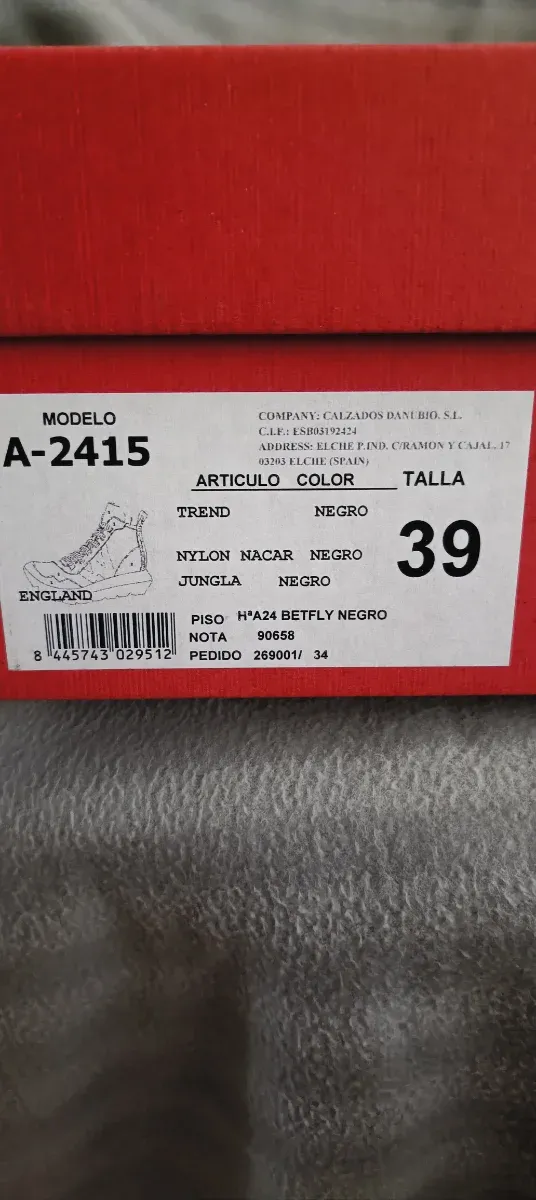 MODELO
A-2415
COMPANY: CALZADOS DANUBIO. S.L.
C.I.F.: ESB03192424
ADDRESS: ELCHE P.IND. C/RAMON Y CAJAL. 17
03203 ELCHE (SPAIN)
ARTICULO COLOR TALLA
TREND NEGRO
39
NYLON NACAR NEGRO
JUNGLA NEGRO
ENGLAND
PISO HªA24 BETFLY NEGRO
NOTA 90658
PEDIDO 269001/ 34
8 445743 029512